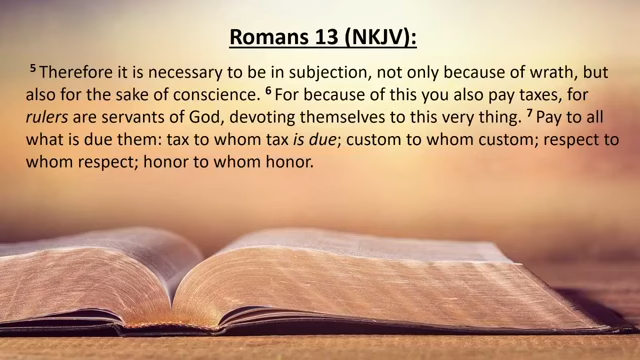 Romans 13 (NKJV):
5 Therefore it is necessary to be in subjection, not only because of wrath, but
also for the sake of conscience. 6 For because of this you also pay taxes, for
rulers are servants of God, devoting themselves to this very thing. 7 Pay to all
what is due them: tax to whom tax is due; custom to whom custom; respect to
whom respect; honor to whom honor.